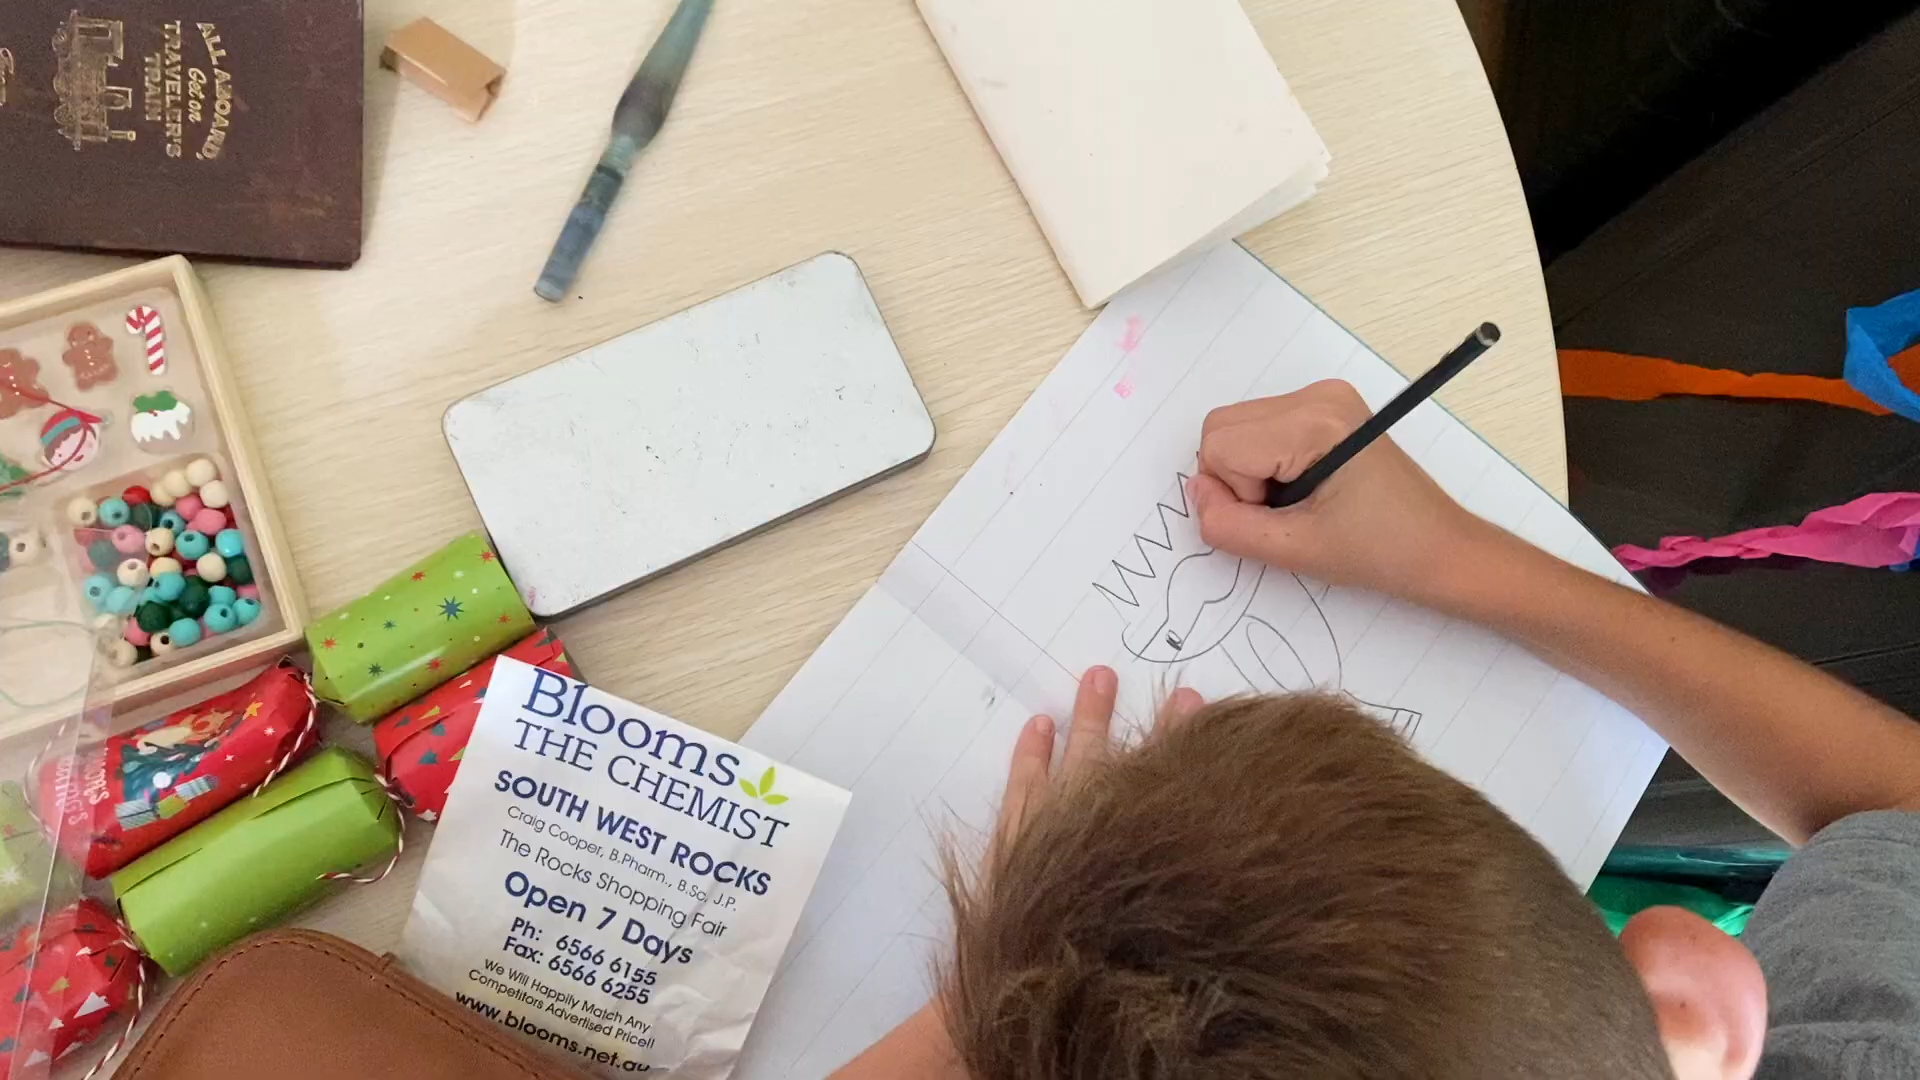 ALL ABOARD,
Get on
TRAVELER'S
TRAIN
Blooms
THE CHEMIST
SOUTH WEST ROCKS
Craig Cooper, B.Pharm., B.Sc, J.P.
The Rocks Shopping Fair
Open 7 Days
Ph: 6566 6155
Fax: 6566 6255
We Will Happily Match Any
Competitors Advertised Price!!
www.blooms.net.au